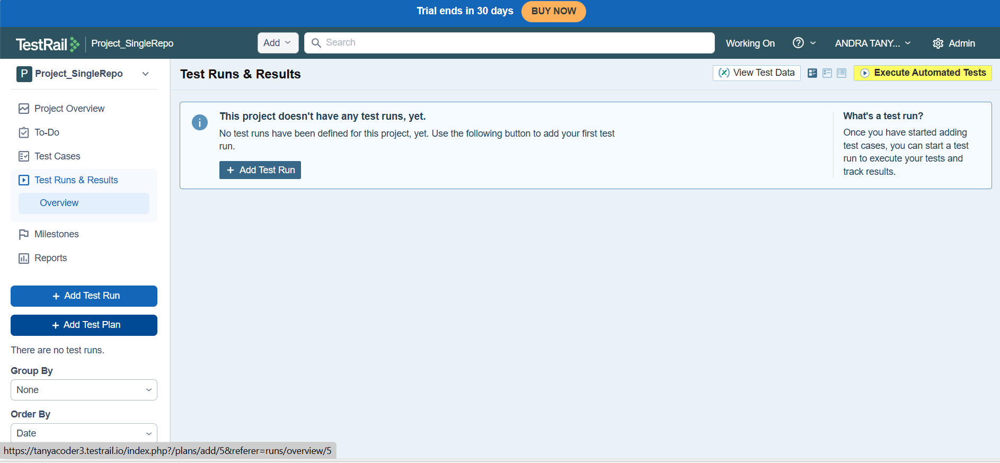 Trial ends in 30 days BUY NOW
TestRail Project_SingleRepo Add Search Working On ANDRA TANY... Admin
P Project_SingleRepo
Project Overview
To-Do
Test Cases
Test Runs & Results
Overview
Milestones
Reports
+ Add Test Run
+ Add Test Plan
There are no test runs.
Group By
None
Order By
Date
Test Runs & Results View Test Data Execute Automated Tests
This project doesn't have any test runs, yet.
No test runs have been defined for this project, yet. Use the following button to add your first test
run.
+ Add Test Run
What's a test run?
Once you have started adding
test cases, you can start a test
run to execute your tests and
track results.
https://tanyacoder3.testrail.io/index.php?/plans/add/5&referer=runs/overview/5